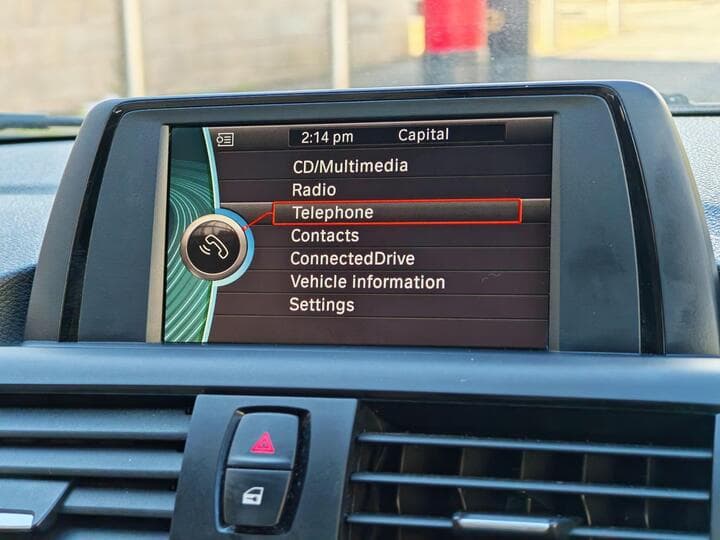 2:14 pm Capital
CD/Multimedia
Radio
Telephone
Contacts
ConnectedDrive
Vehicle information
Settings